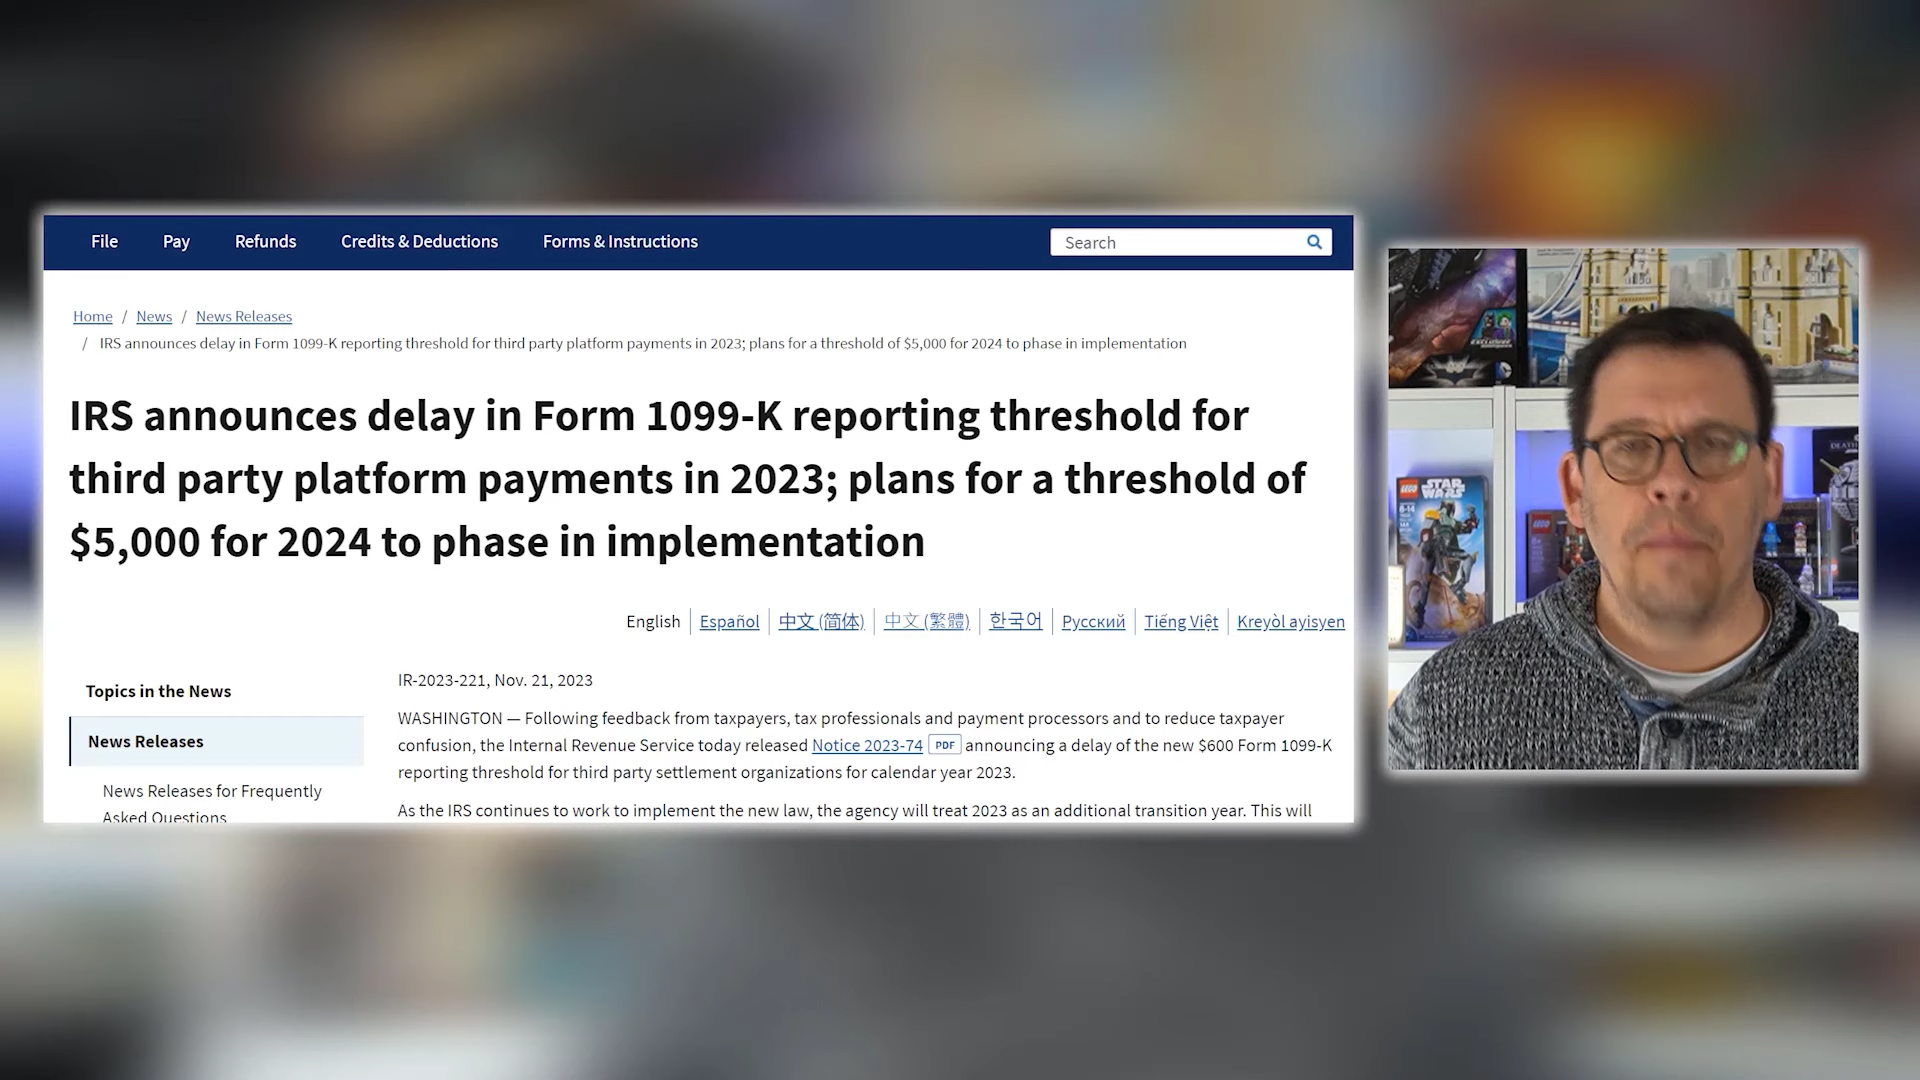 File Pay Refunds Credits & Deductions Forms & Instructions Search
Home / News / News Releases
/ IRS announces delay in Form 1099-K reporting threshold for third party platform payments in 2023; plans for a threshold of $5,000 for 2024 to phase in implementation
IRS announces delay in Form 1099-K reporting threshold for
third party platform payments in 2023; plans for a threshold of
$5,000 for 2024 to phase in implementation
English Español 中文 (简体) 中文 (繁體) 한국어 Русский Tiếng Việt Kreyòl ayisyen
Topics in the News
News Releases
News Releases for Frequently
Asked Questions
IR-2023-221, Nov. 21, 2023
WASHINGTON — Following feedback from taxpayers, tax professionals and payment processors and to reduce taxpayer
confusion, the Internal Revenue Service today released Notice 2023-74 PDF announcing a delay of the new $600 Form 1099-K
reporting threshold for third party settlement organizations for calendar year 2023.
As the IRS continues to work to implement the new law, the agency will treat 2023 as an additional transition year. This will
EXCLUSIVE
LEGO STAR WARS
8-14
LEGO
DEATH